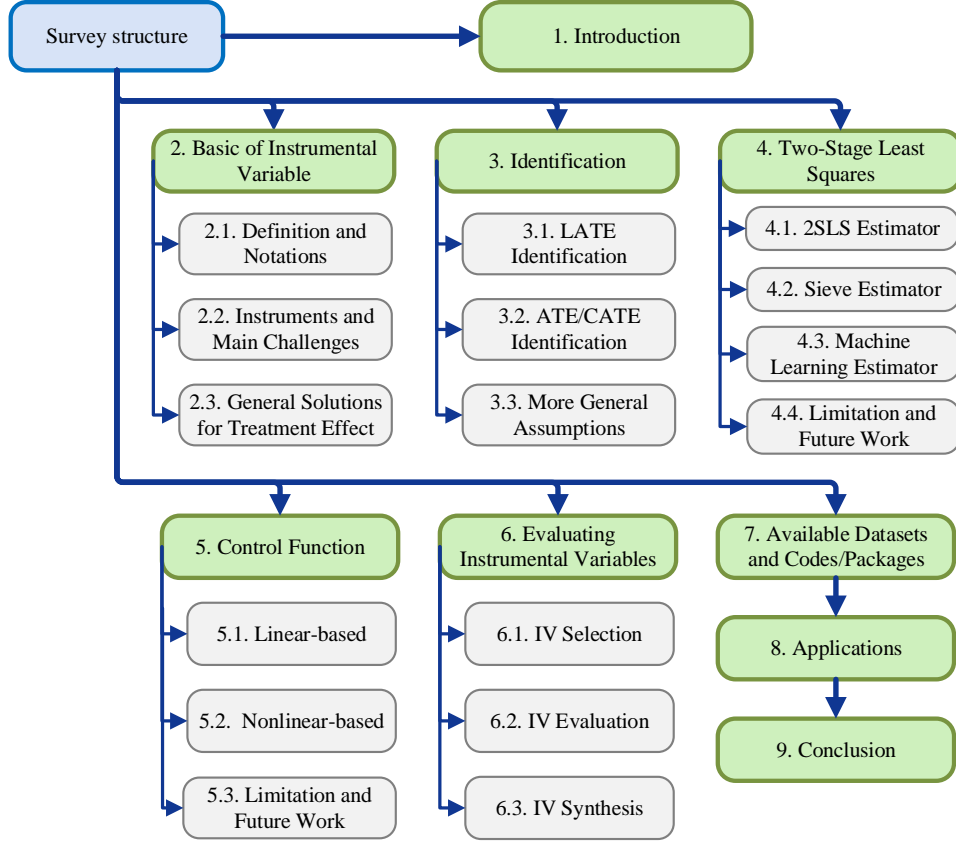 Survey structure
1. Introduction
2. Basic of Instrumental
Variable
2.1. Definition and
Notations
2.2. Instruments and
Main Challenges
2.3. General Solutions
for Treatment Effect
3. Identification
3.1. LATE
Identification
3.2. ATE/CATE
Identification
3.3. More General
Assumptions
4. Two-Stage Least
Squares
4.1. 2SLS Estimator
4.2. Sieve Estimator
4.3. Machine
Learning Estimator
4.4. Limitation and
Future Work
5. Control Function
5.1. Linear-based
5.2. Nonlinear-based
5.3. Limitation and
Future Work
6. Evaluating
Instrumental Variables
6.1. IV Selection
6.2. IV Evaluation
6.3. IV Synthesis
7. Available Datasets
and Codes/Packages
8. Applications
9. Conclusion